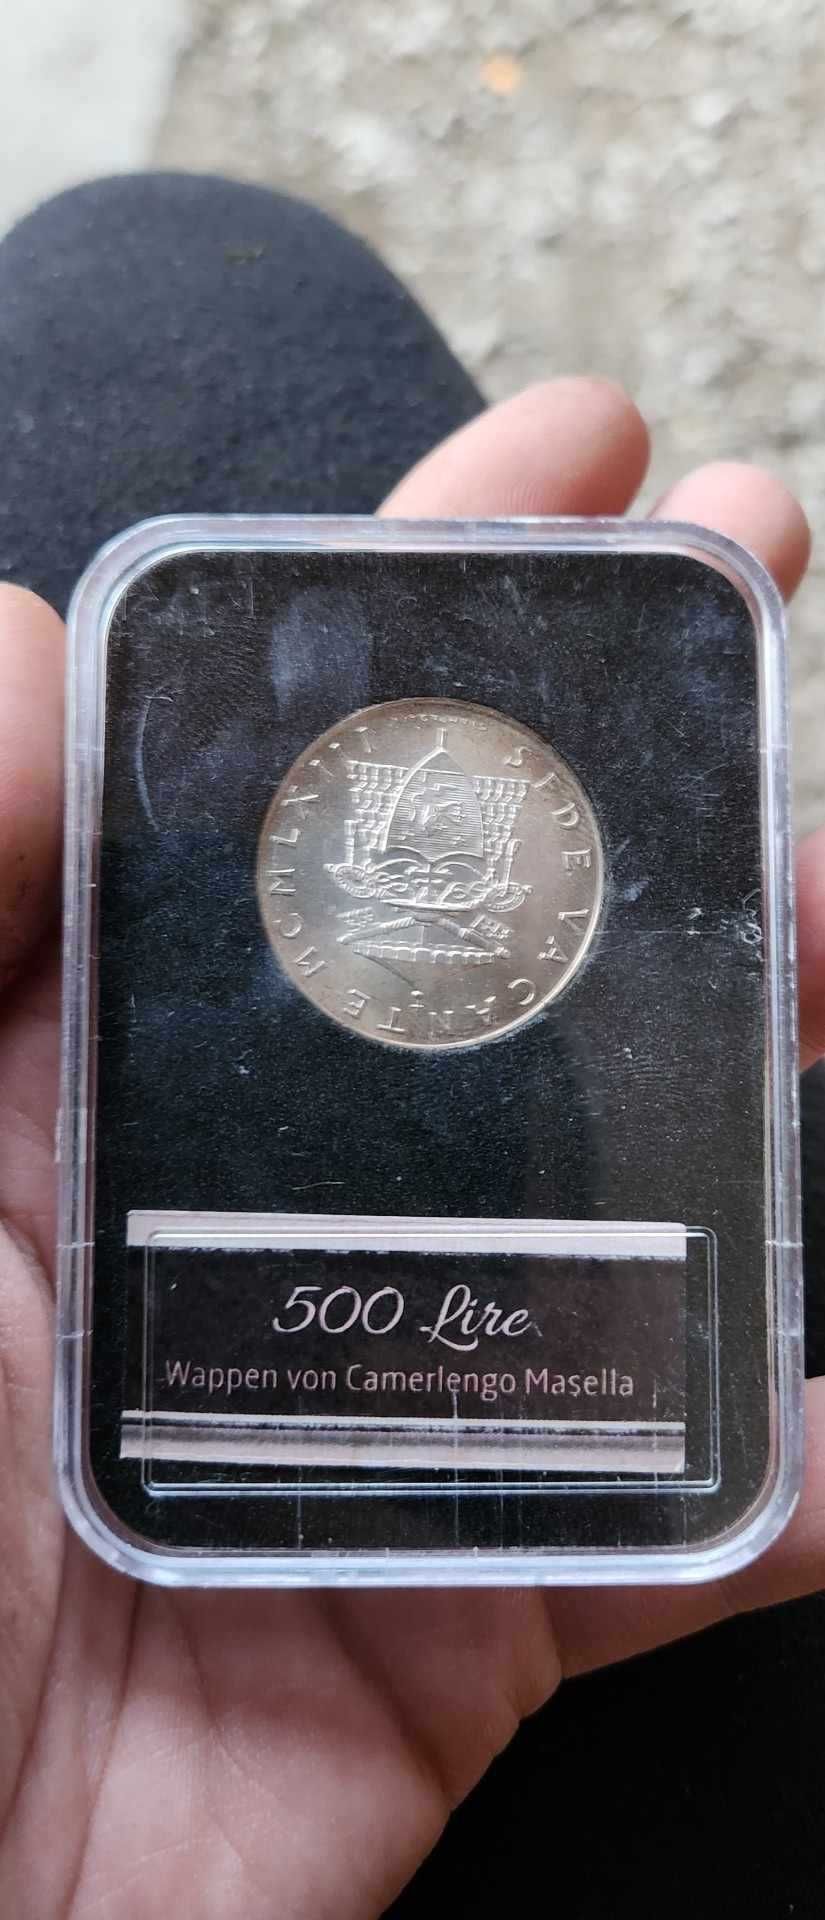 SEDE VACANTE MCMLXIII
500 Lire
Wappen von Camerlengo Masella